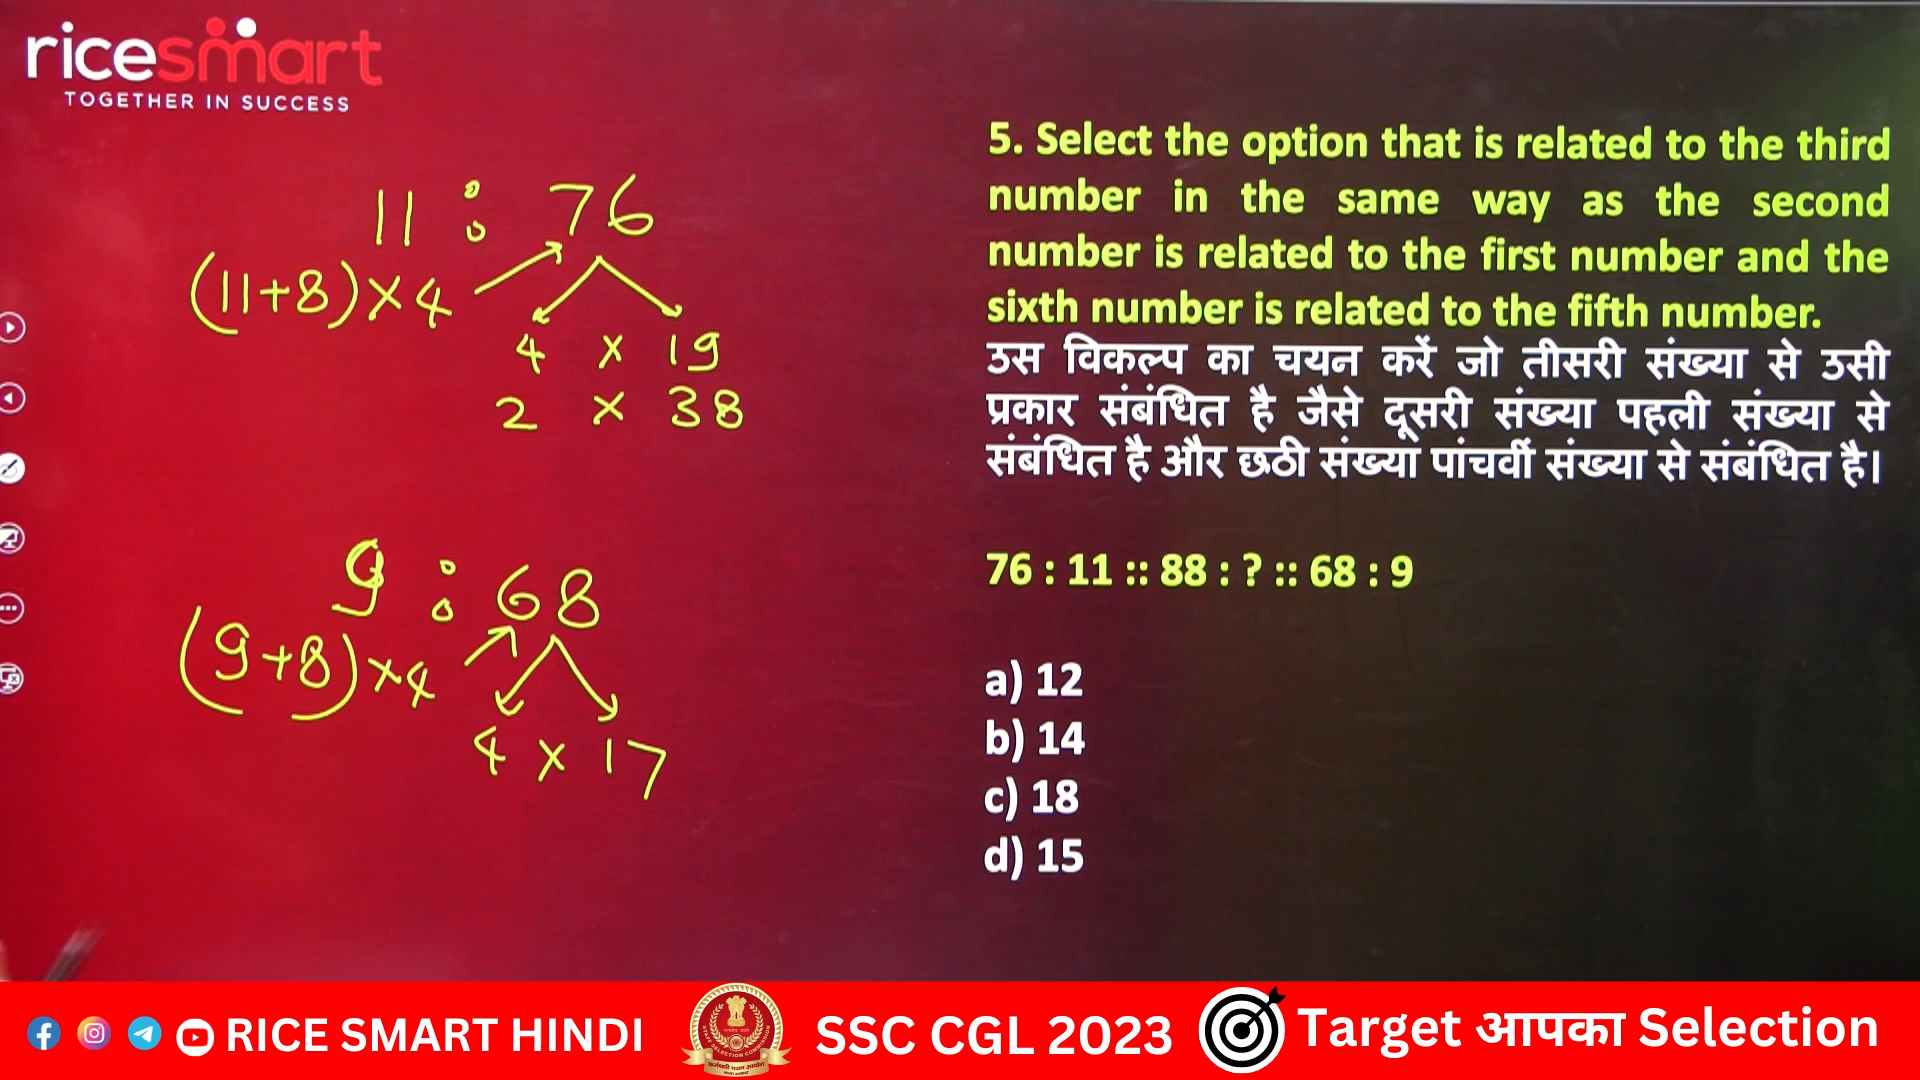 ricesmart
TOGETHER IN SUCCESS
11 : 76
(11+8)×4
4 × 19
2 × 38
9 : 68
(9+8)×4
4 × 17
5. Select the option that is related to the third
number in the same way as the second
number is related to the first number and the
sixth number is related to the fifth number.
उस विकल्प का चयन करें जो तीसरी संख्या से उसी
प्रकार संबंधित है जैसे दूसरी संख्या पहली संख्या से
संबंधित है और छठी संख्या पांचवीं संख्या से संबंधित है।
76 : 11 :: 88 : ? :: 68 : 9
a) 12
b) 14
c) 18
d) 15
RICE SMART HINDI
SSC CGL 2023
Target आपका Selection